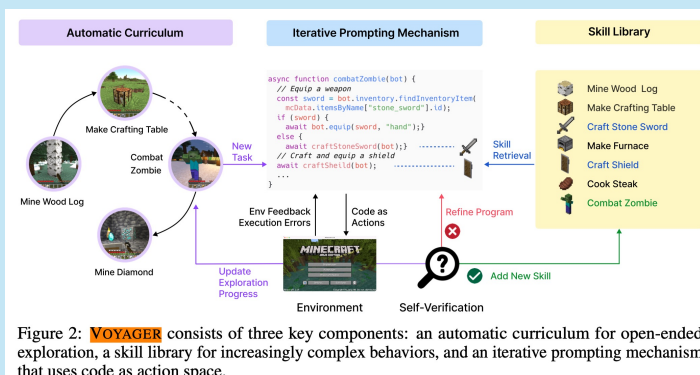 Automatic Curriculum
Iterative Prompting Mechanism
Skill Library
Make Crafting Table
Combat
Zombie
Mine Wood Log
Mine Diamond
New
Task
async function combatZombie(bot) {
// Equip a weapon
const sword = bot.inventory.findInventoryItem(
mcData.itemsByName["stone_sword"].id);
if (sword) {
await bot.equip(sword, "hand");}
else {
await craftStoneSword(bot);}
// Craft and equip a shield
await craftSheild(bot);
...
}
Skill
Retrieval
Mine Wood Log
Make Crafting Table
Craft Stone Sword
Make Furnace
Craft Shield
Cook Steak
Combat Zombie
Env Feedback
Execution Errors
Code as
Actions
Refine Program
Update
Exploration
Progress
MINECRAFT
Environment
Self-Verification
Add New Skill
Figure 2: VOYAGER consists of three key components: an automatic curriculum for open-ended
exploration, a skill library for increasingly complex behaviors, and an iterative prompting mechanism
that uses code as action space.